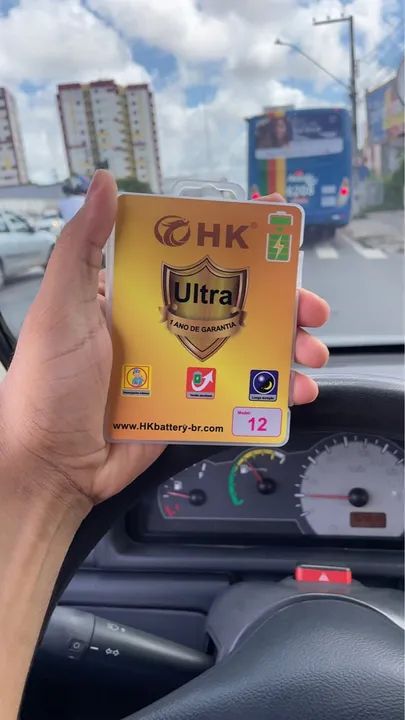 HK®
Ultra
1 ANO DE GARANTIA
www.HKbattery-br.com
Model:
12